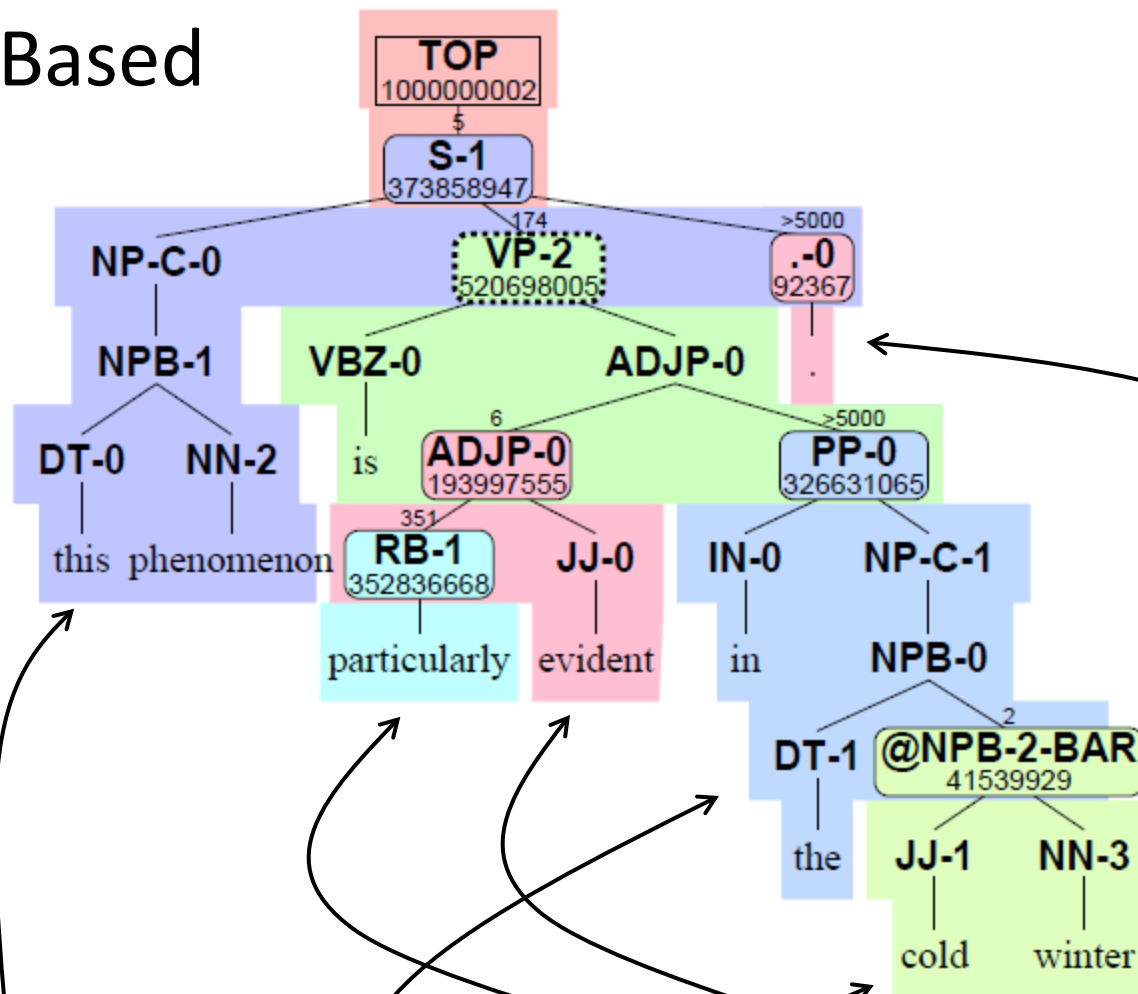 Based
TOP
1000000002
5
S-1
373858947
174
>5000
NP-C-0
VP-2
520698005
.-0
92367
NPB-1
VBZ-0
ADJP-0
.
6
>5000
DT-0
NN-2
is
ADJP-0
193997555
PP-0
326631065
351
this
phenomenon
RB-1
352836668
JJ-0
IN-0
NP-C-1
particularly
evident
in
NPB-0
2
DT-1
@NPB-2-BAR
41539929
the
JJ-1
NN-3
cold
winter